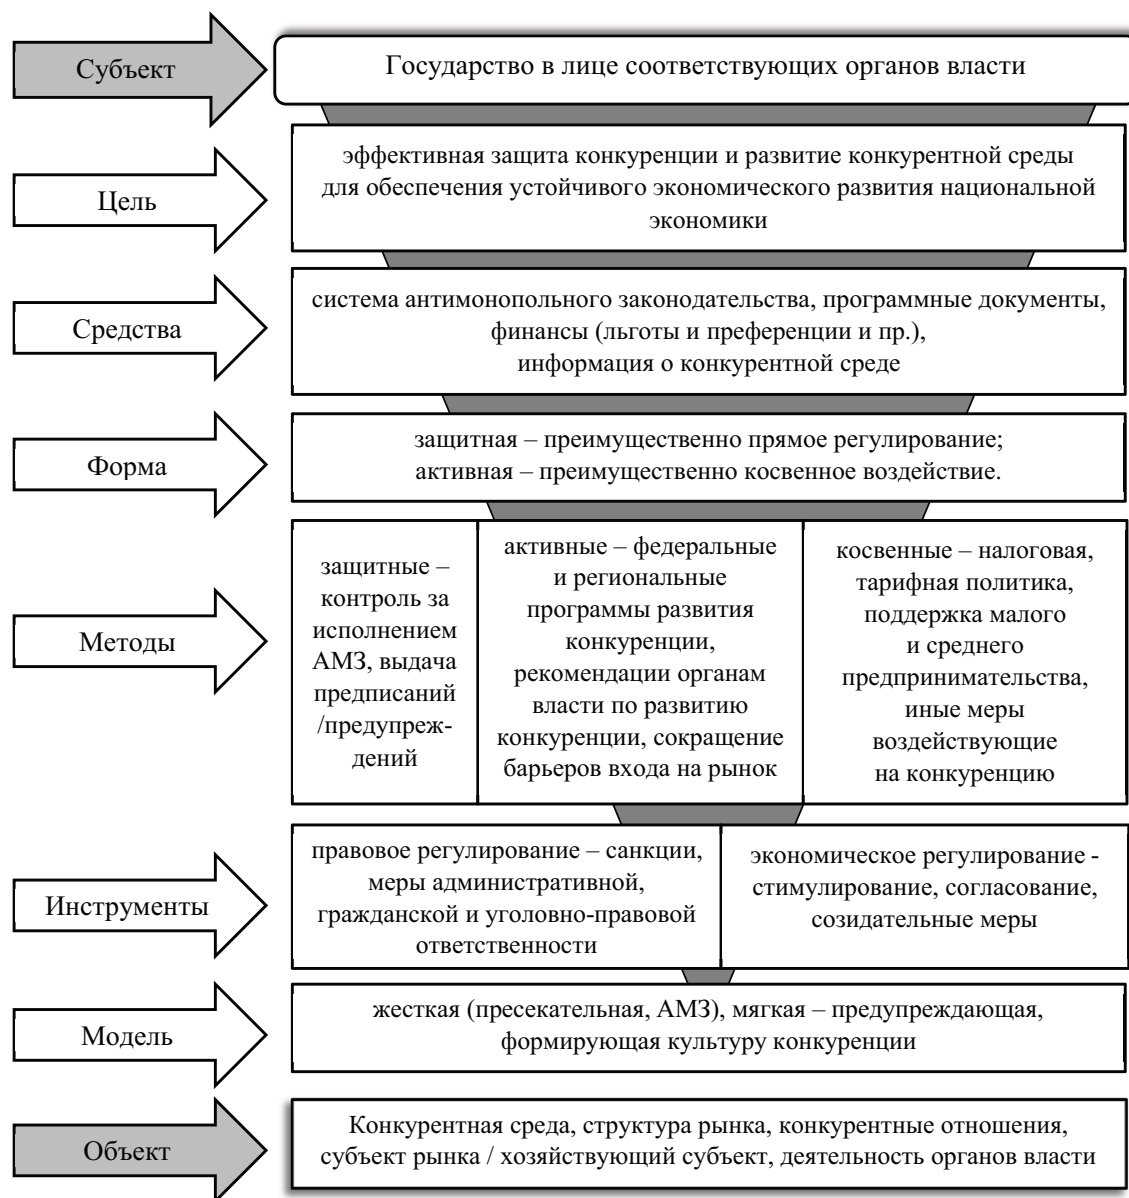 Субъект
Государство в лице соответствующих органов власти
Цель
эффективная защита конкуренции и развитие конкурентной среды
для обеспечения устойчивого экономического развития национальной
экономики
Средства
система антимонопольного законодательства, программные документы,
финансы (льготы и преференции и пр.),
информация о конкурентной среде
Форма
защитная – преимущественно прямое регулирование;
активная – преимущественно косвенное воздействие.
Методы
защитные –
контроль за
исполнением
АМЗ, выдача
предписаний
/предупреж-
дений
активные – федеральные
и региональные
программы развития
конкуренции,
рекомендации органам
власти по развитию
конкуренции, сокращение
барьеров входа на рынок
косвенные – налоговая,
тарифная политика,
поддержка малого
и среднего
предпринимательства,
иные меры
воздействующие
на конкуренцию
Инструменты
правовое регулирование – санкции,
меры административной,
гражданской и уголовно-правовой
ответственности
экономическое регулирование -
стимулирование, согласование,
созидательные меры
Модель
жесткая (пресекательная, АМЗ), мягкая – предупреждающая,
формирующая культуру конкуренции
Объект
Конкурентная среда, структура рынка, конкурентные отношения,
субъект рынка / хозяйствующий субъект, деятельность органов власти